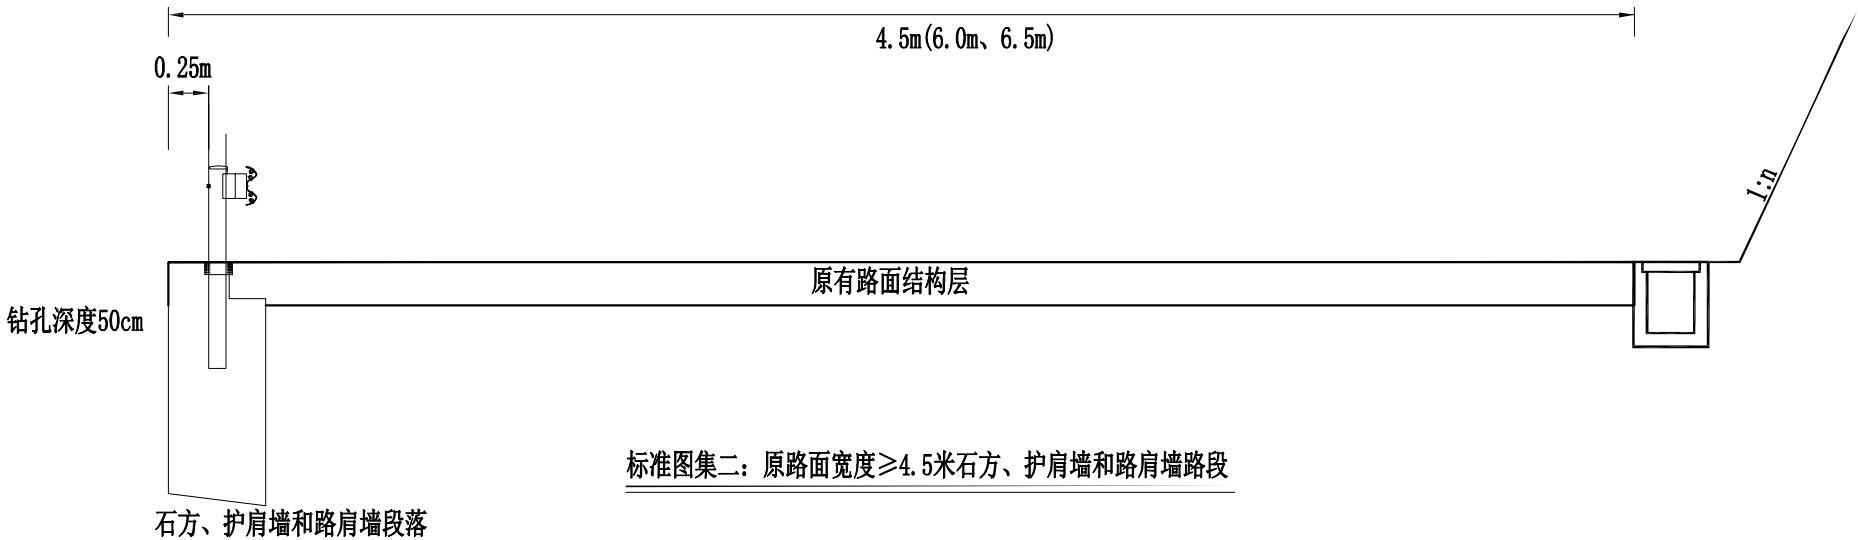 4.5m(6.0m、6.5m)
0.25m
1:n
原有路面结构层
钻孔深度50cm
标准图集二：原路面宽度≥4.5米石方、护肩墙和路肩墙路段
石方、护肩墙和路肩墙段落